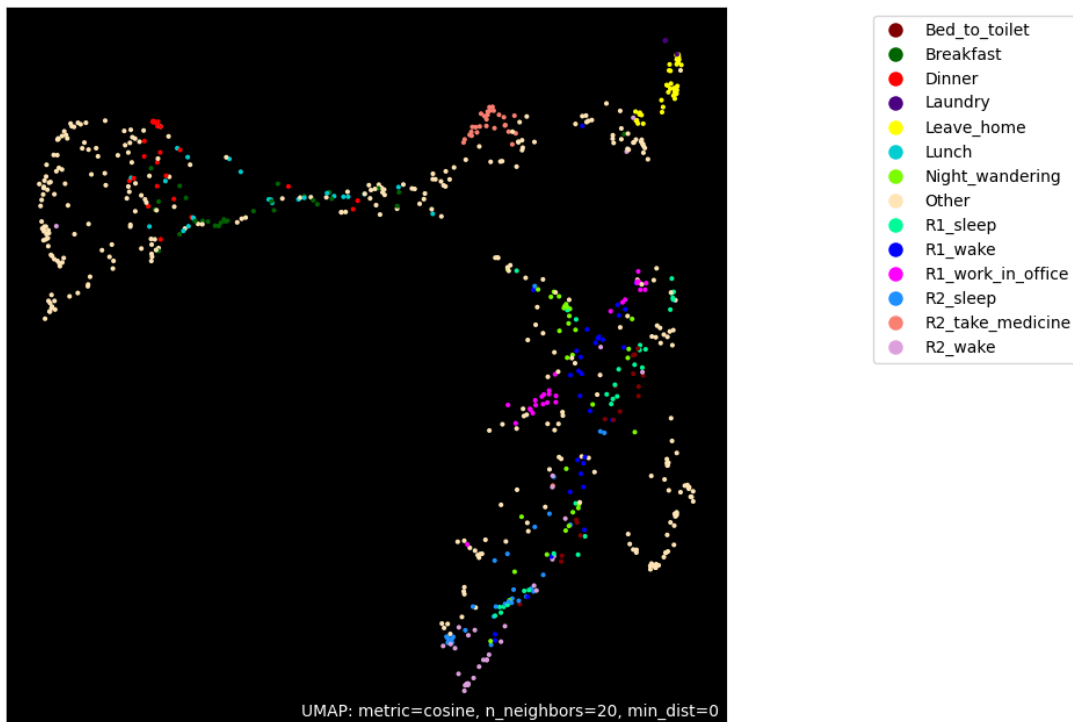 Bed_to_toilet
Breakfast
Dinner
Laundry
Leave_home
Lunch
Night_wandering
Other
R1_sleep
R1_wake
R1_work_in_office
R2_sleep
R2_take_medicine
R2_wake
UMAP: metric=cosine, n_neighbors=20, min_dist=0